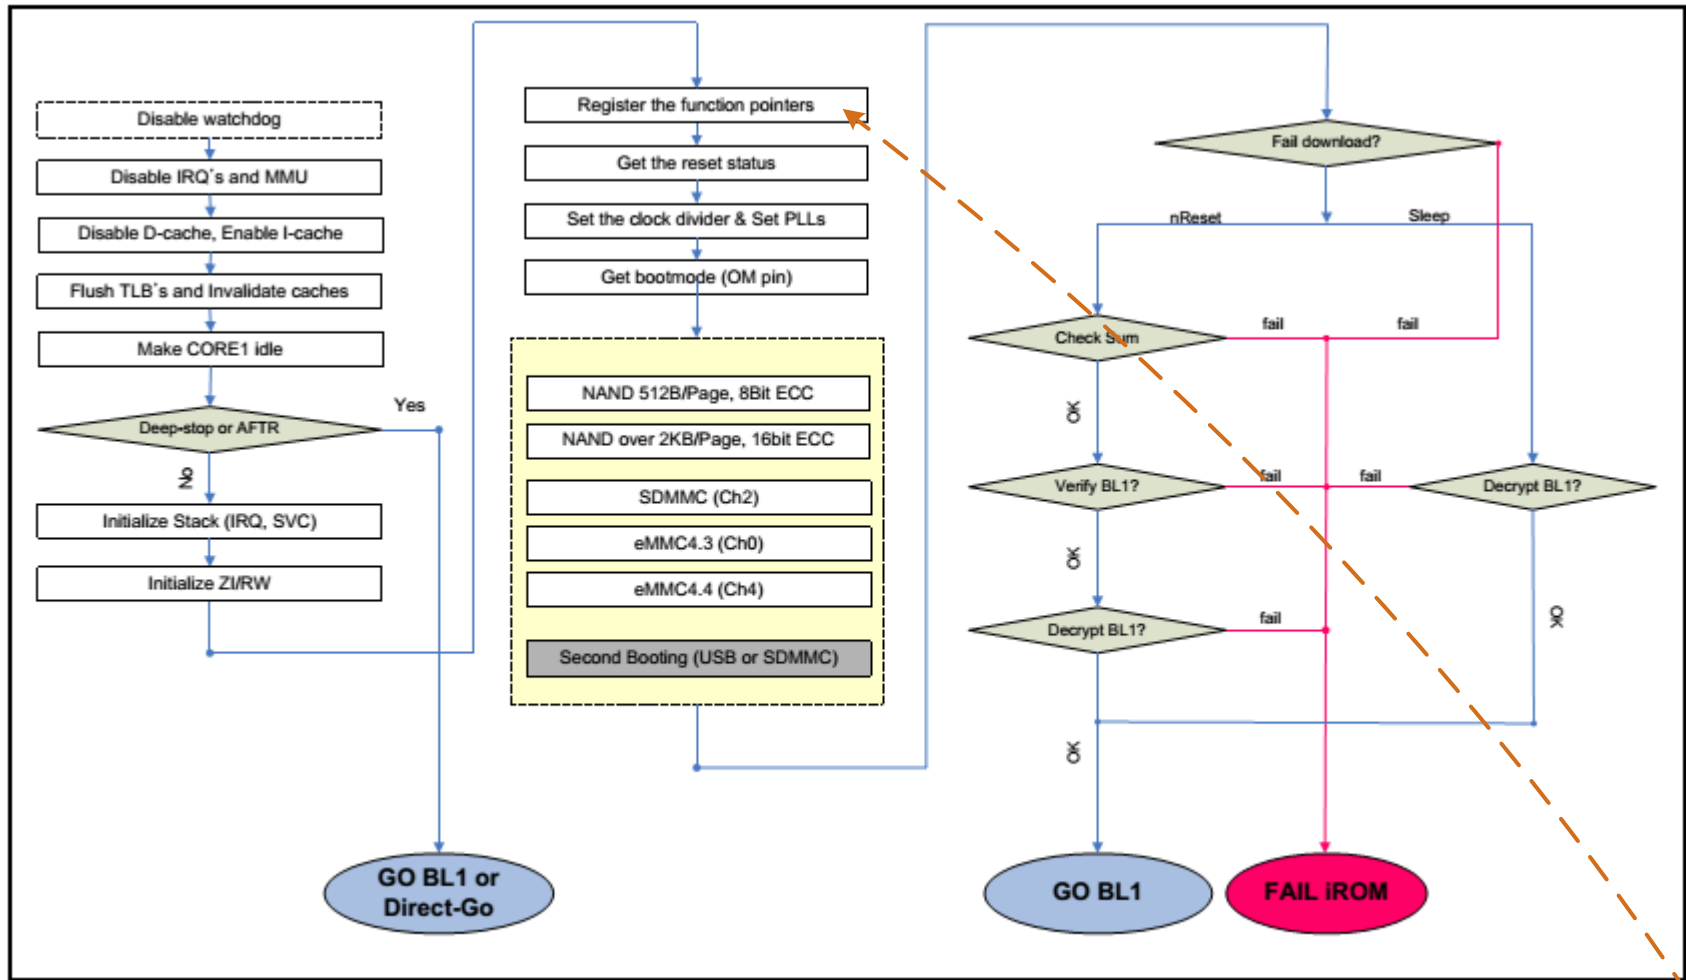 Disable watchdog
Disable IRQ´s and MMU
Disable D-cache, Enable I-cache
Flush TLB´s and Invalidate caches
Make CORE1 idle
Deep-stop or AFTR
Yes
No
Initialize Stack (IRQ, SVC)
Initialize ZI/RW
GO BL1 or
Direct-Go
Register the function pointers
Get the reset status
Set the clock divider & Set PLLs
Get bootmode (OM pin)
NAND 512B/Page, 8Bit ECC
NAND over 2KB/Page, 16bit ECC
SDMMC (Ch2)
eMMC4.3 (Ch0)
eMMC4.4 (Ch4)
Second Booting (USB or SDMMC)
Fail download?
nReset
Sleep
Check Sum
fail
fail
OK
Verify BL1?
fail
fail
Decrypt BL1?
OK
Decrypt BL1?
fail
OK
OK
GO BL1
FAIL iROM